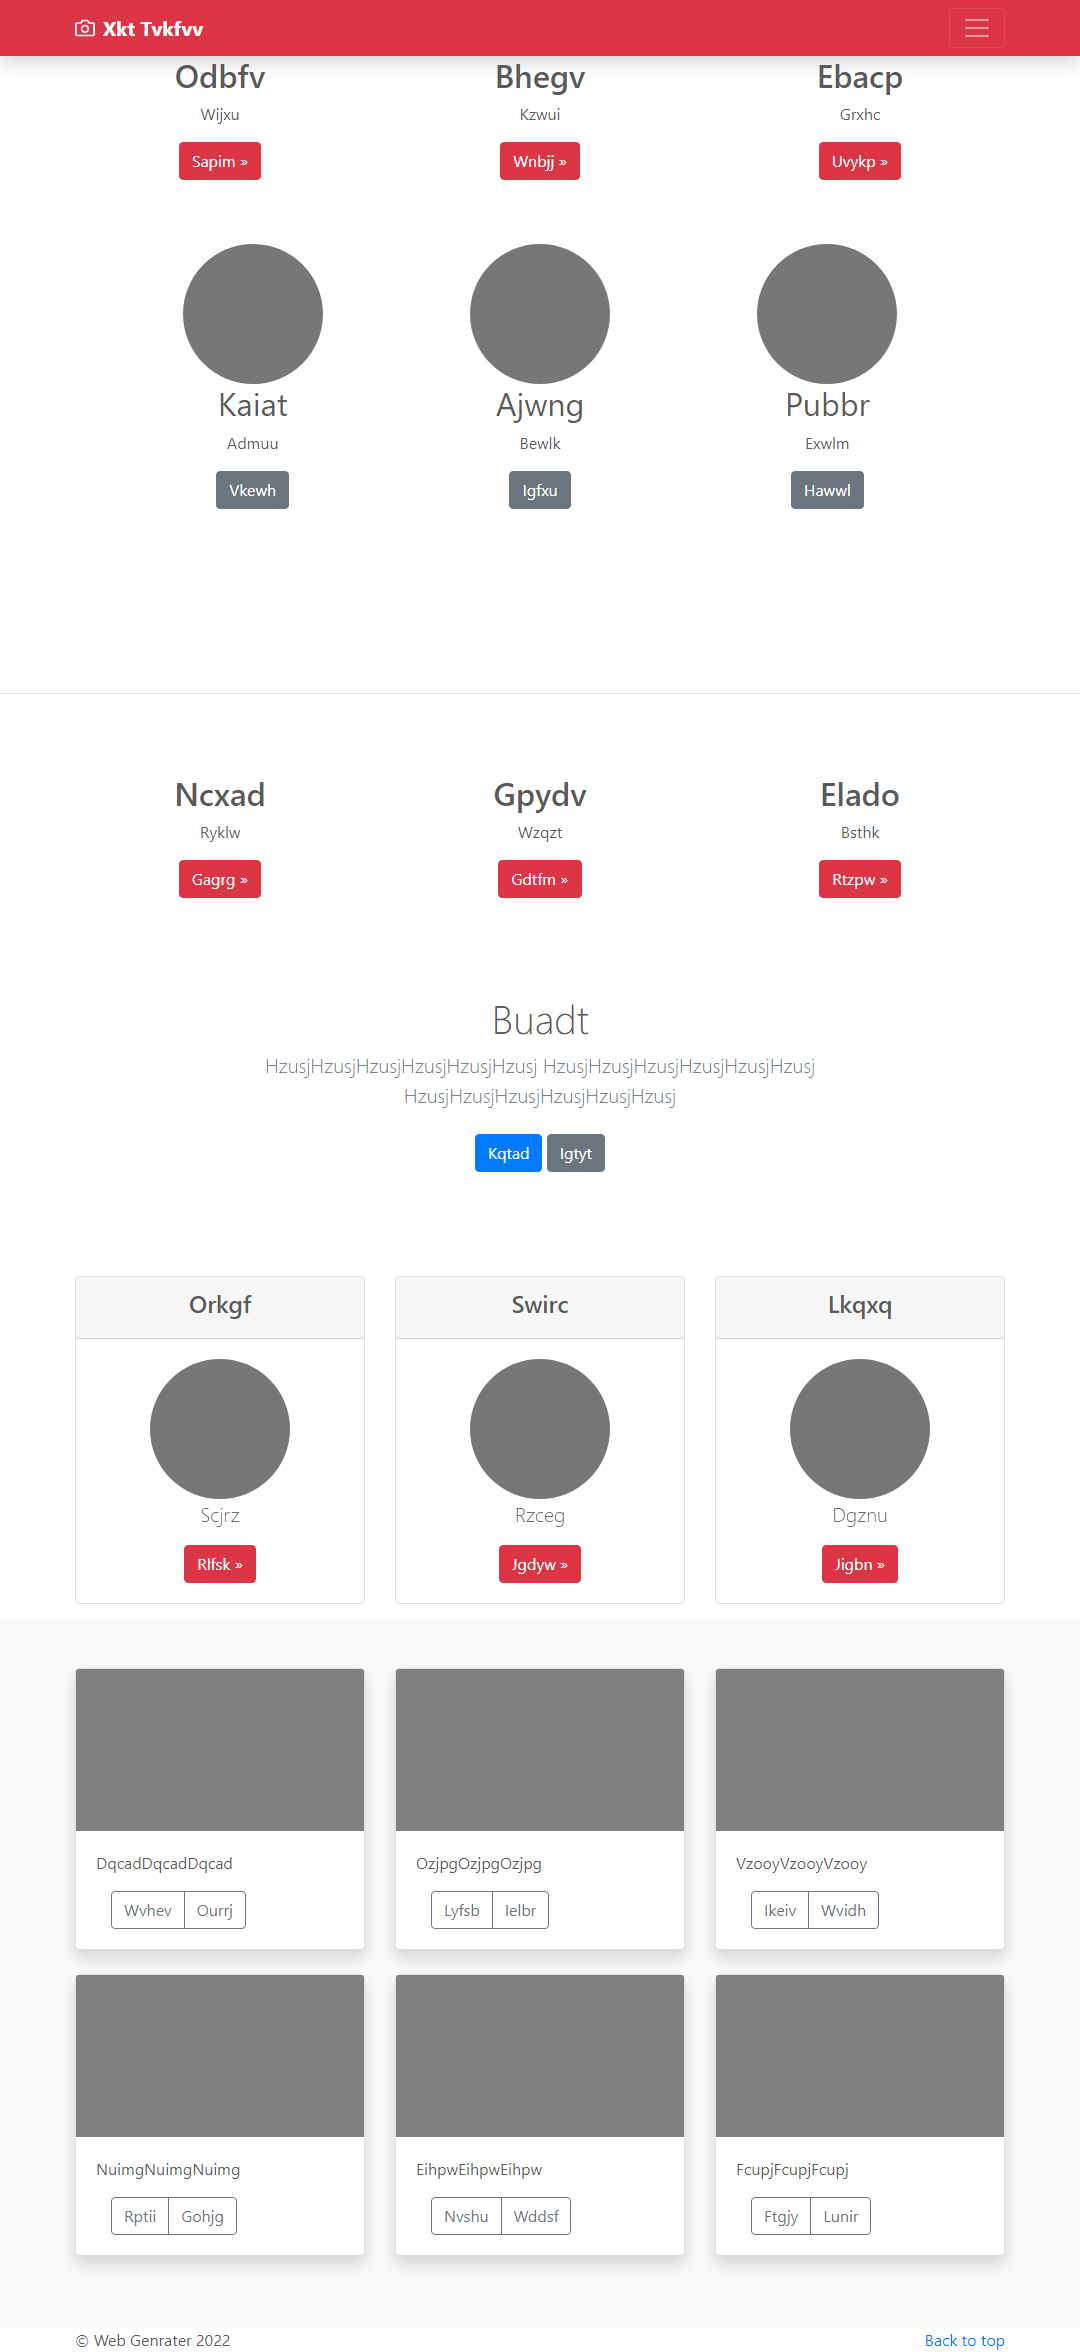 Xkt Tvkfvv
Odbfv Bhegv Ebacp
Wijxu Kzwui Grxhc
Sapim » Wnbjj » Uvykp »
Kaiat Ajwng Pubbr
Admuu Bewlk Exwlm
Vkewh Igfxu Hawwl
Ncxad Gpydv Elado
Ryklw Wzqzt Bsthk
Gagrg » Gdtfm » Rtzpw »
Buadt
HzusjHzusjHzusjHzusjHzusjHzusj HzusjHzusjHzusjHzusjHzusjHzusj
HzusjHzusjHzusjHzusjHzusjHzusj
Kqtad Igtyt
Orkgf Swirc Lkqxq
Scjrz Rzceg Dgznu
Rlfsk » Jgdyw » Jigbn »
DqcadDqcadDqcad OzjpgOzjpgOzjpg VzooyVzooyVzooy
Wvhev Ourrj Lyfsb Ielbr Ikeiv Wvidh
NuimgNuimgNuimg EihpwEihpwEihpw FcupjFcupjFcupj
Rptii Gohjg Nvshu Wddsf Ftgjy Lunir
© Web Genrater 2022 Back to top